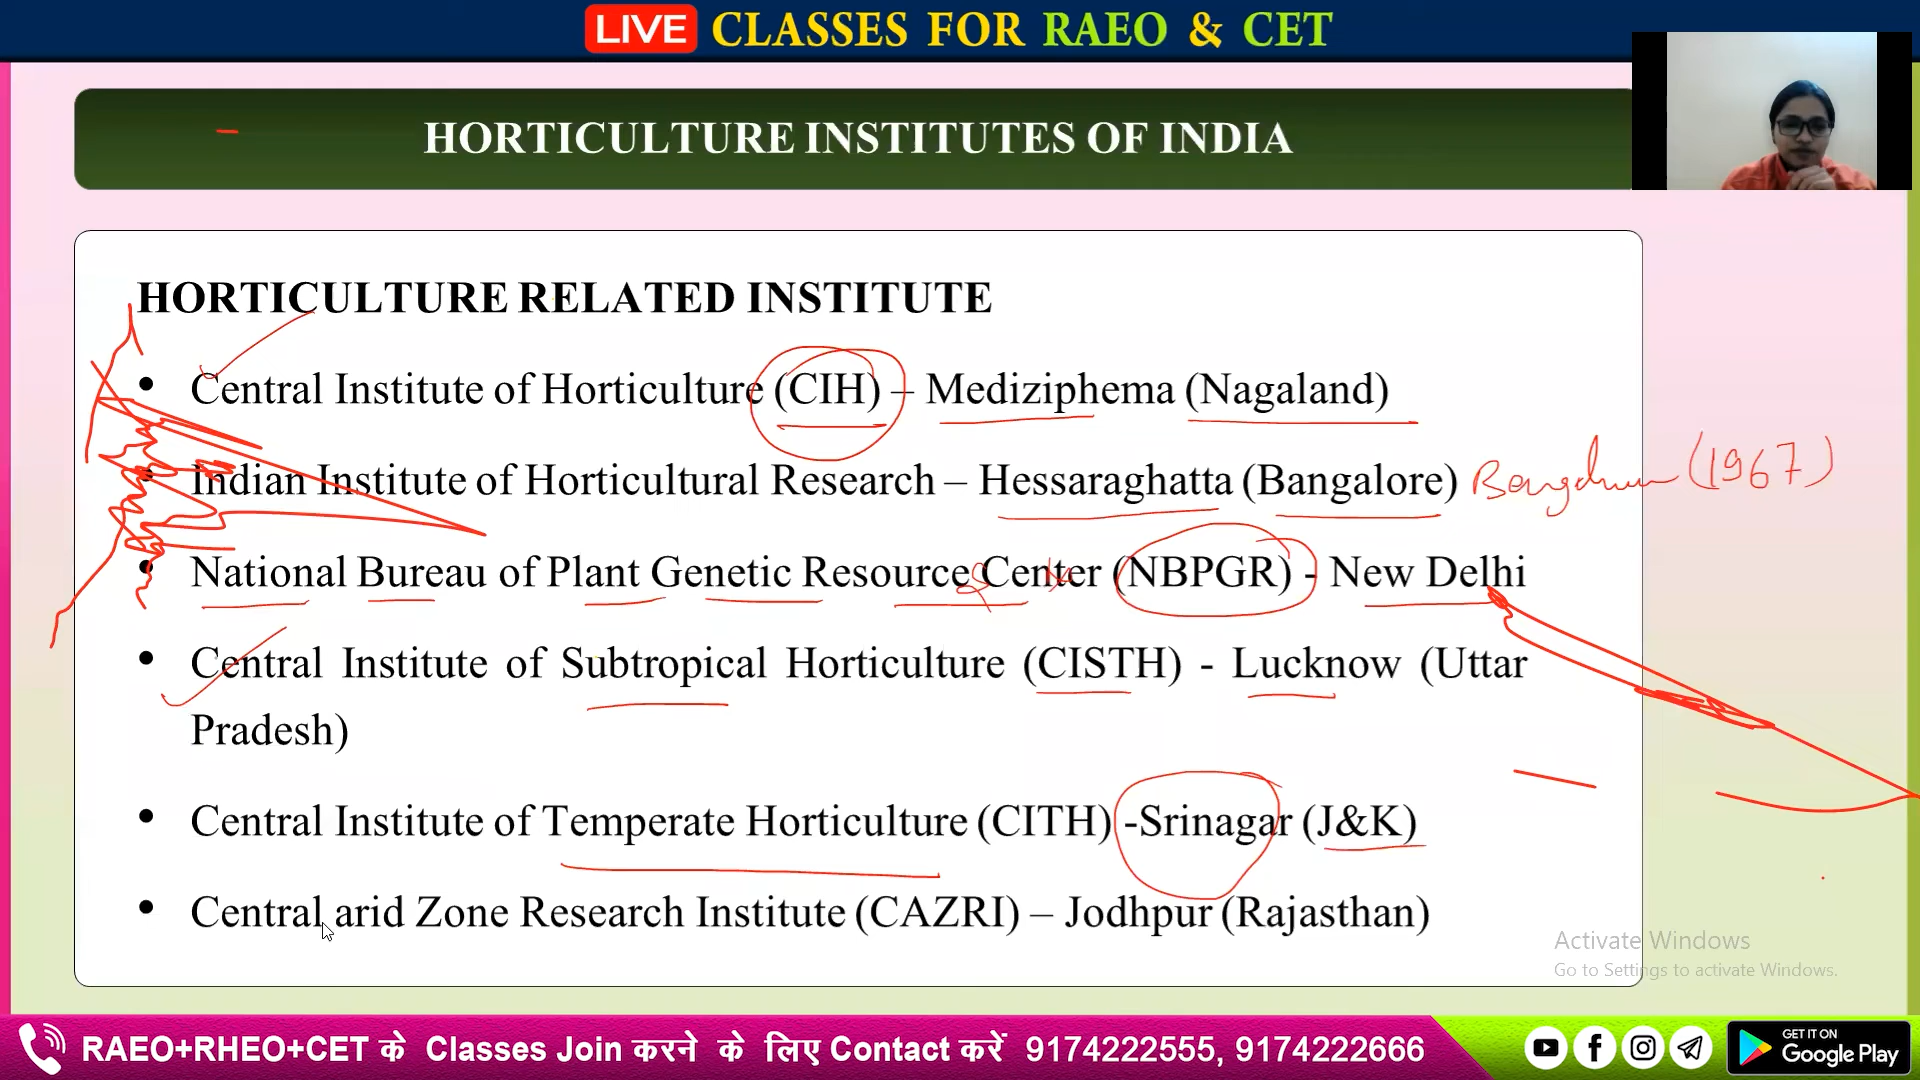 LIVE CLASSES FOR RAEO & CET
HORTICULTURE INSTITUTES OF INDIA
HORTICULTURE RELATED INSTITUTE
• Central Institute of Horticulture (CIH) – Mediziphema (Nagaland)
• Indian Institute of Horticultural Research – Hessaraghatta (Bangalore) (1967)
• National Bureau of Plant Genetic Resource Center (NBPGR) - New Delhi
• Central Institute of Subtropical Horticulture (CISTH) - Lucknow (Uttar
Pradesh)
• Central Institute of Temperate Horticulture (CITH) -Srinagar (J&K)
• Central arid Zone Research Institute (CAZRI) – Jodhpur (Rajasthan)
Activate Windows
Go to Settings to activate Windows.
RAEO+RHEO+CET के Classes Join करने के लिए Contact करें 9174222555, 9174222666
GET IT ON
Google Play